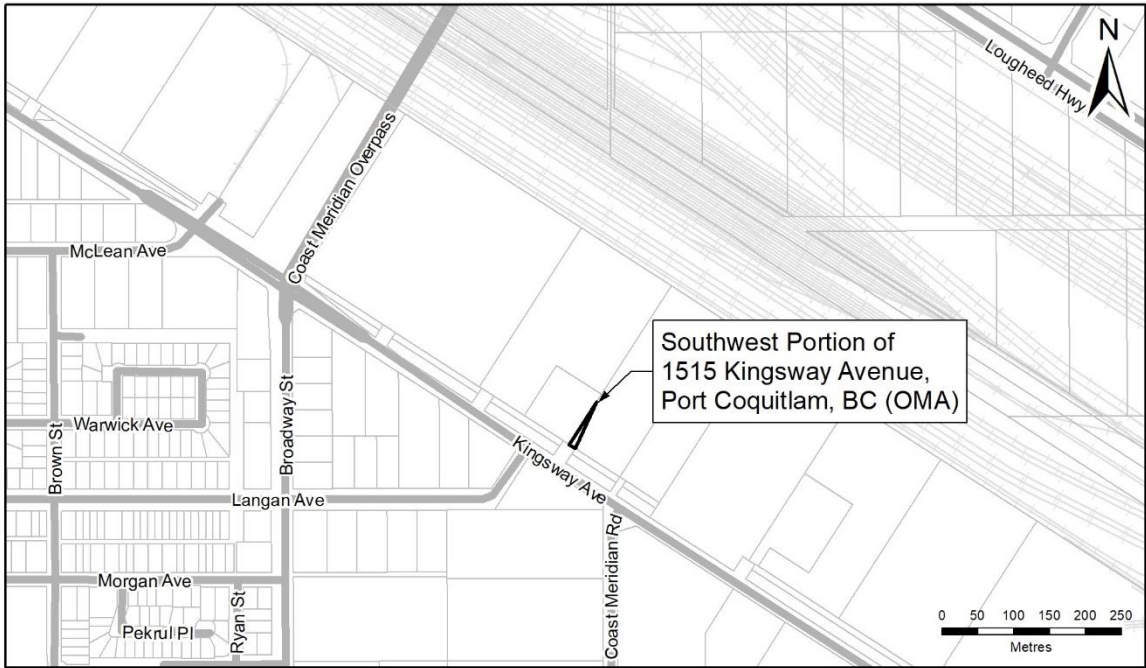 N
Lougheed Hwy
Coast Meridian Overpass
McLean Ave
Southwest Portion of
1515 Kingsway Avenue,
Port Coquitlam, BC (OMA)
Warwick Ave
Brown St
Broadway St
Kingsway Ave
Langan Ave
Coast Meridian Rd
Morgan Ave
Ryan St
Pekrul Pl
0 50 100 150 200 250
Metres